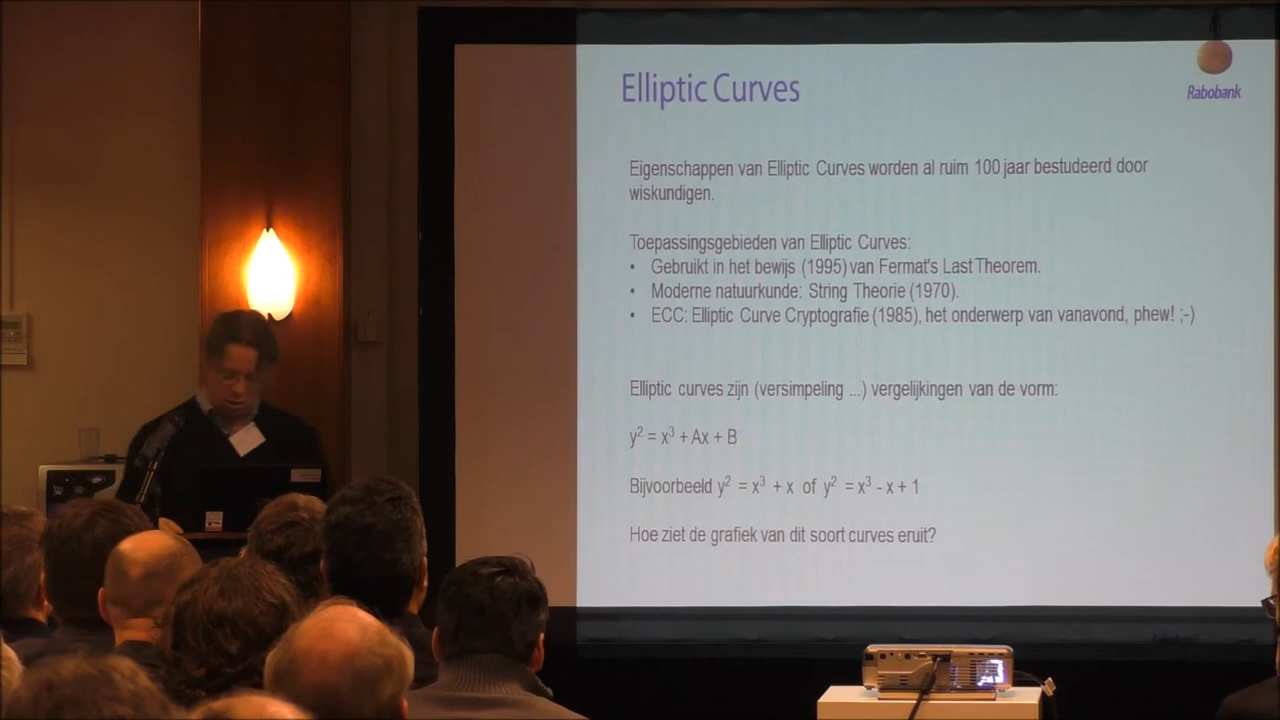 Elliptic Curves
Rabobank
Eigenschappen van Elliptic Curves worden al ruim 100 jaar bestudeerd door
wiskundigen.
Toepassingsgebieden van Elliptic Curves:
• Gebruikt in het bewijs (1995) van Fermat's Last Theorem.
• Moderne natuurkunde: String Theorie (1970).
• ECC: Elliptic Curve Cryptografie (1985), het onderwerp van vanavond, phew! ;-)
Elliptic curves zijn (versimpeling ...) vergelijkingen van de vorm:
y² = x³ + Ax + B
Bijvoorbeeld y² = x³ + x of y² = x³ - x + 1
Hoe ziet de grafiek van dit soort curves eruit?